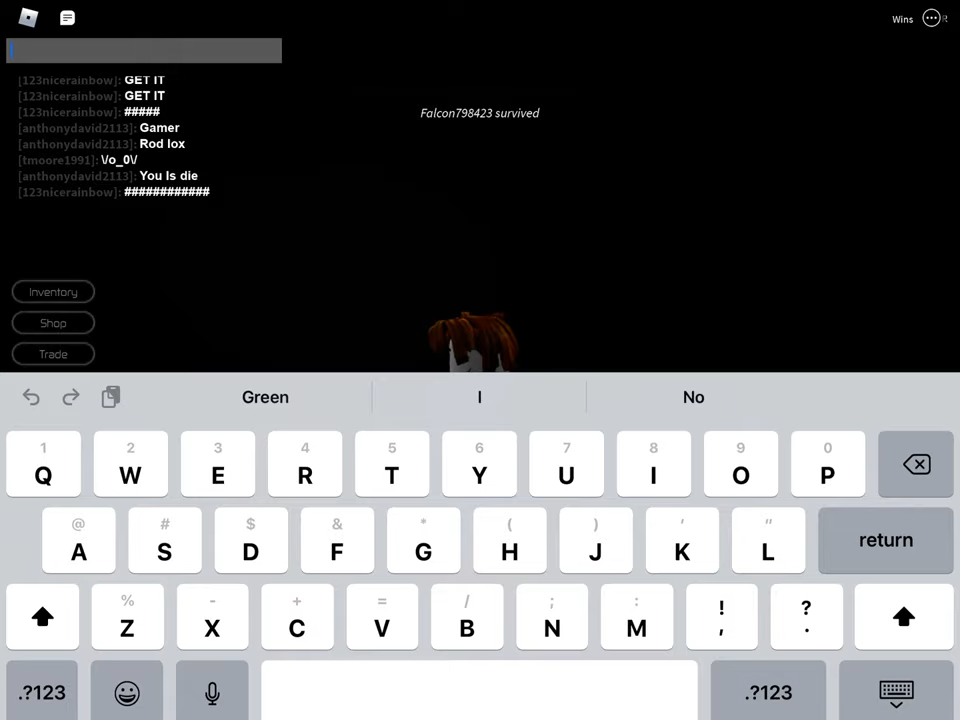 Wins
[123nicerainbow]: GET IT
[123nicerainbow]: GET IT
[123nicerainbow]: #####
[anthonydavid2113]: Gamer
[anthonydavid2113]: Rod lox
[tmoore1991]: \/o_0\/
[anthonydavid2113]: You Is die
[123nicerainbow]: ############
Falcon798423 survived
Inventory
Shop
Trade
Green I No
1 2 3 4 5 6 7 8 9 0
Q W E R T Y U I O P
@ # $ & * ( ) ' "
A S D F G H J K L return
% - + = / ; : ! ?
Z X C V B N M , .
.?123 .?123